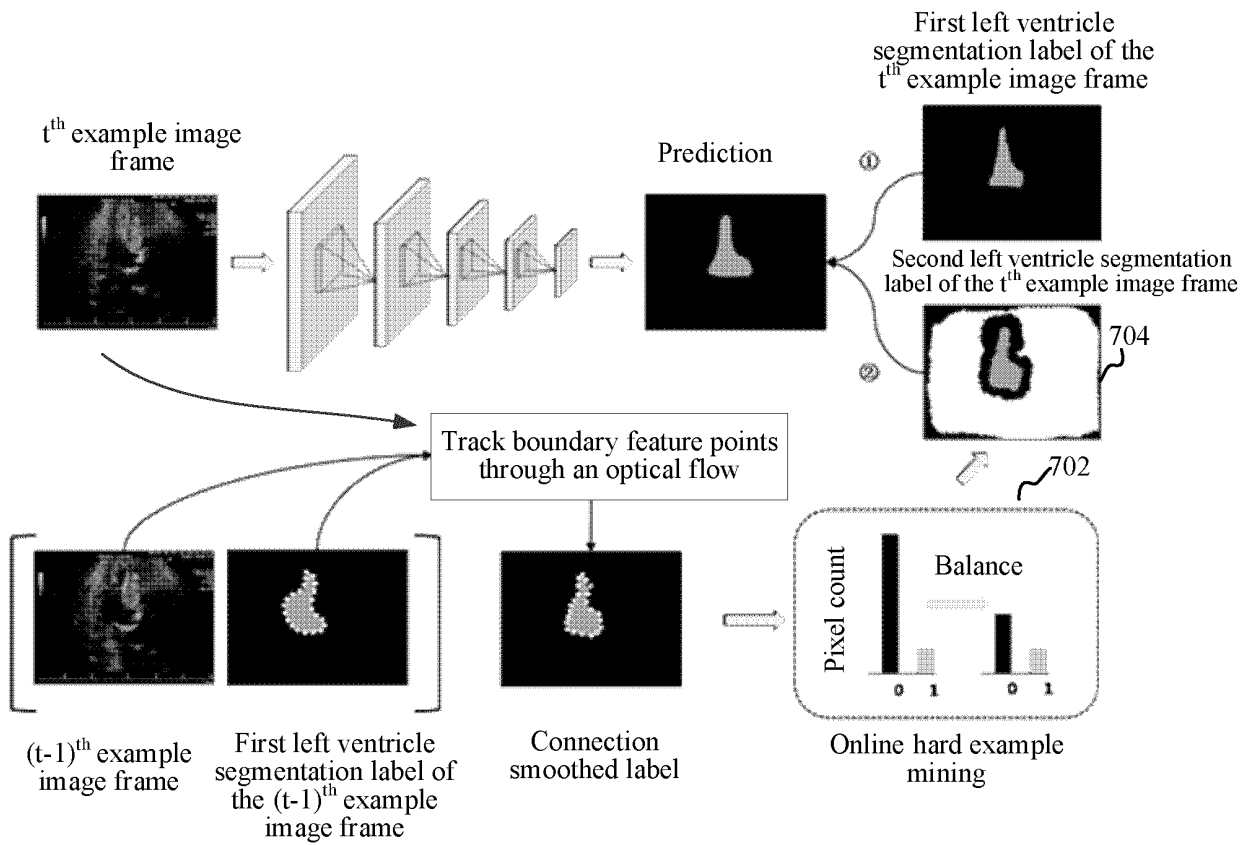 First left ventricle
segmentation label of the
tth example image frame
tth example image
frame
Prediction
①
Second left ventricle segmentation
label of the tth example image frame
704
②
Track boundary feature points
through an optical flow
702
Pixel count
Balance
0 1
0 1
(t-1)th example
image frame
First left ventricle
segmentation label of
the (t-1)th example
image frame
Connection
smoothed label
Online hard example
mining